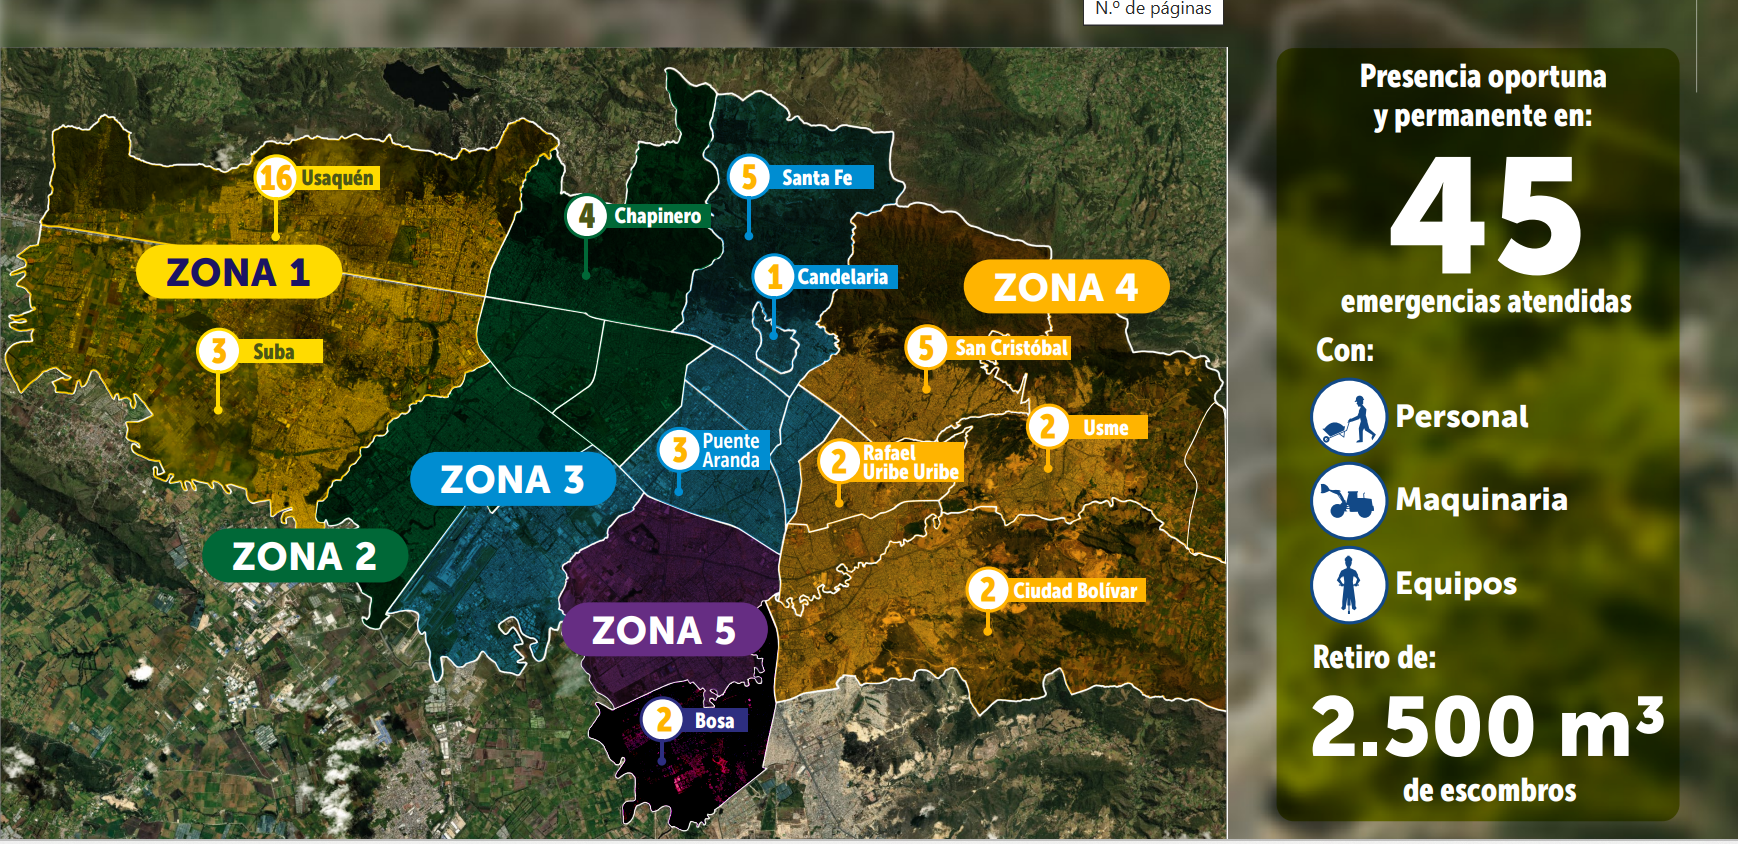 N.º de páginas
16 Usaquén
ZONA 1
3 Suba
4 Chapinero
ZONA 2
5 Santa Fe
1 Candelaria
3 Puente
Aranda
ZONA 3
ZONA 4
5 San Cristóbal
2 Usme
2 Rafael
Uribe Uribe
2 Ciudad Bolívar
ZONA 5
2 Bosa
Presencia oportuna
y permanente en:
45
emergencias atendidas
Con:
Personal
Maquinaria
Equipos
Retiro de:
2.500 m³
de escombros